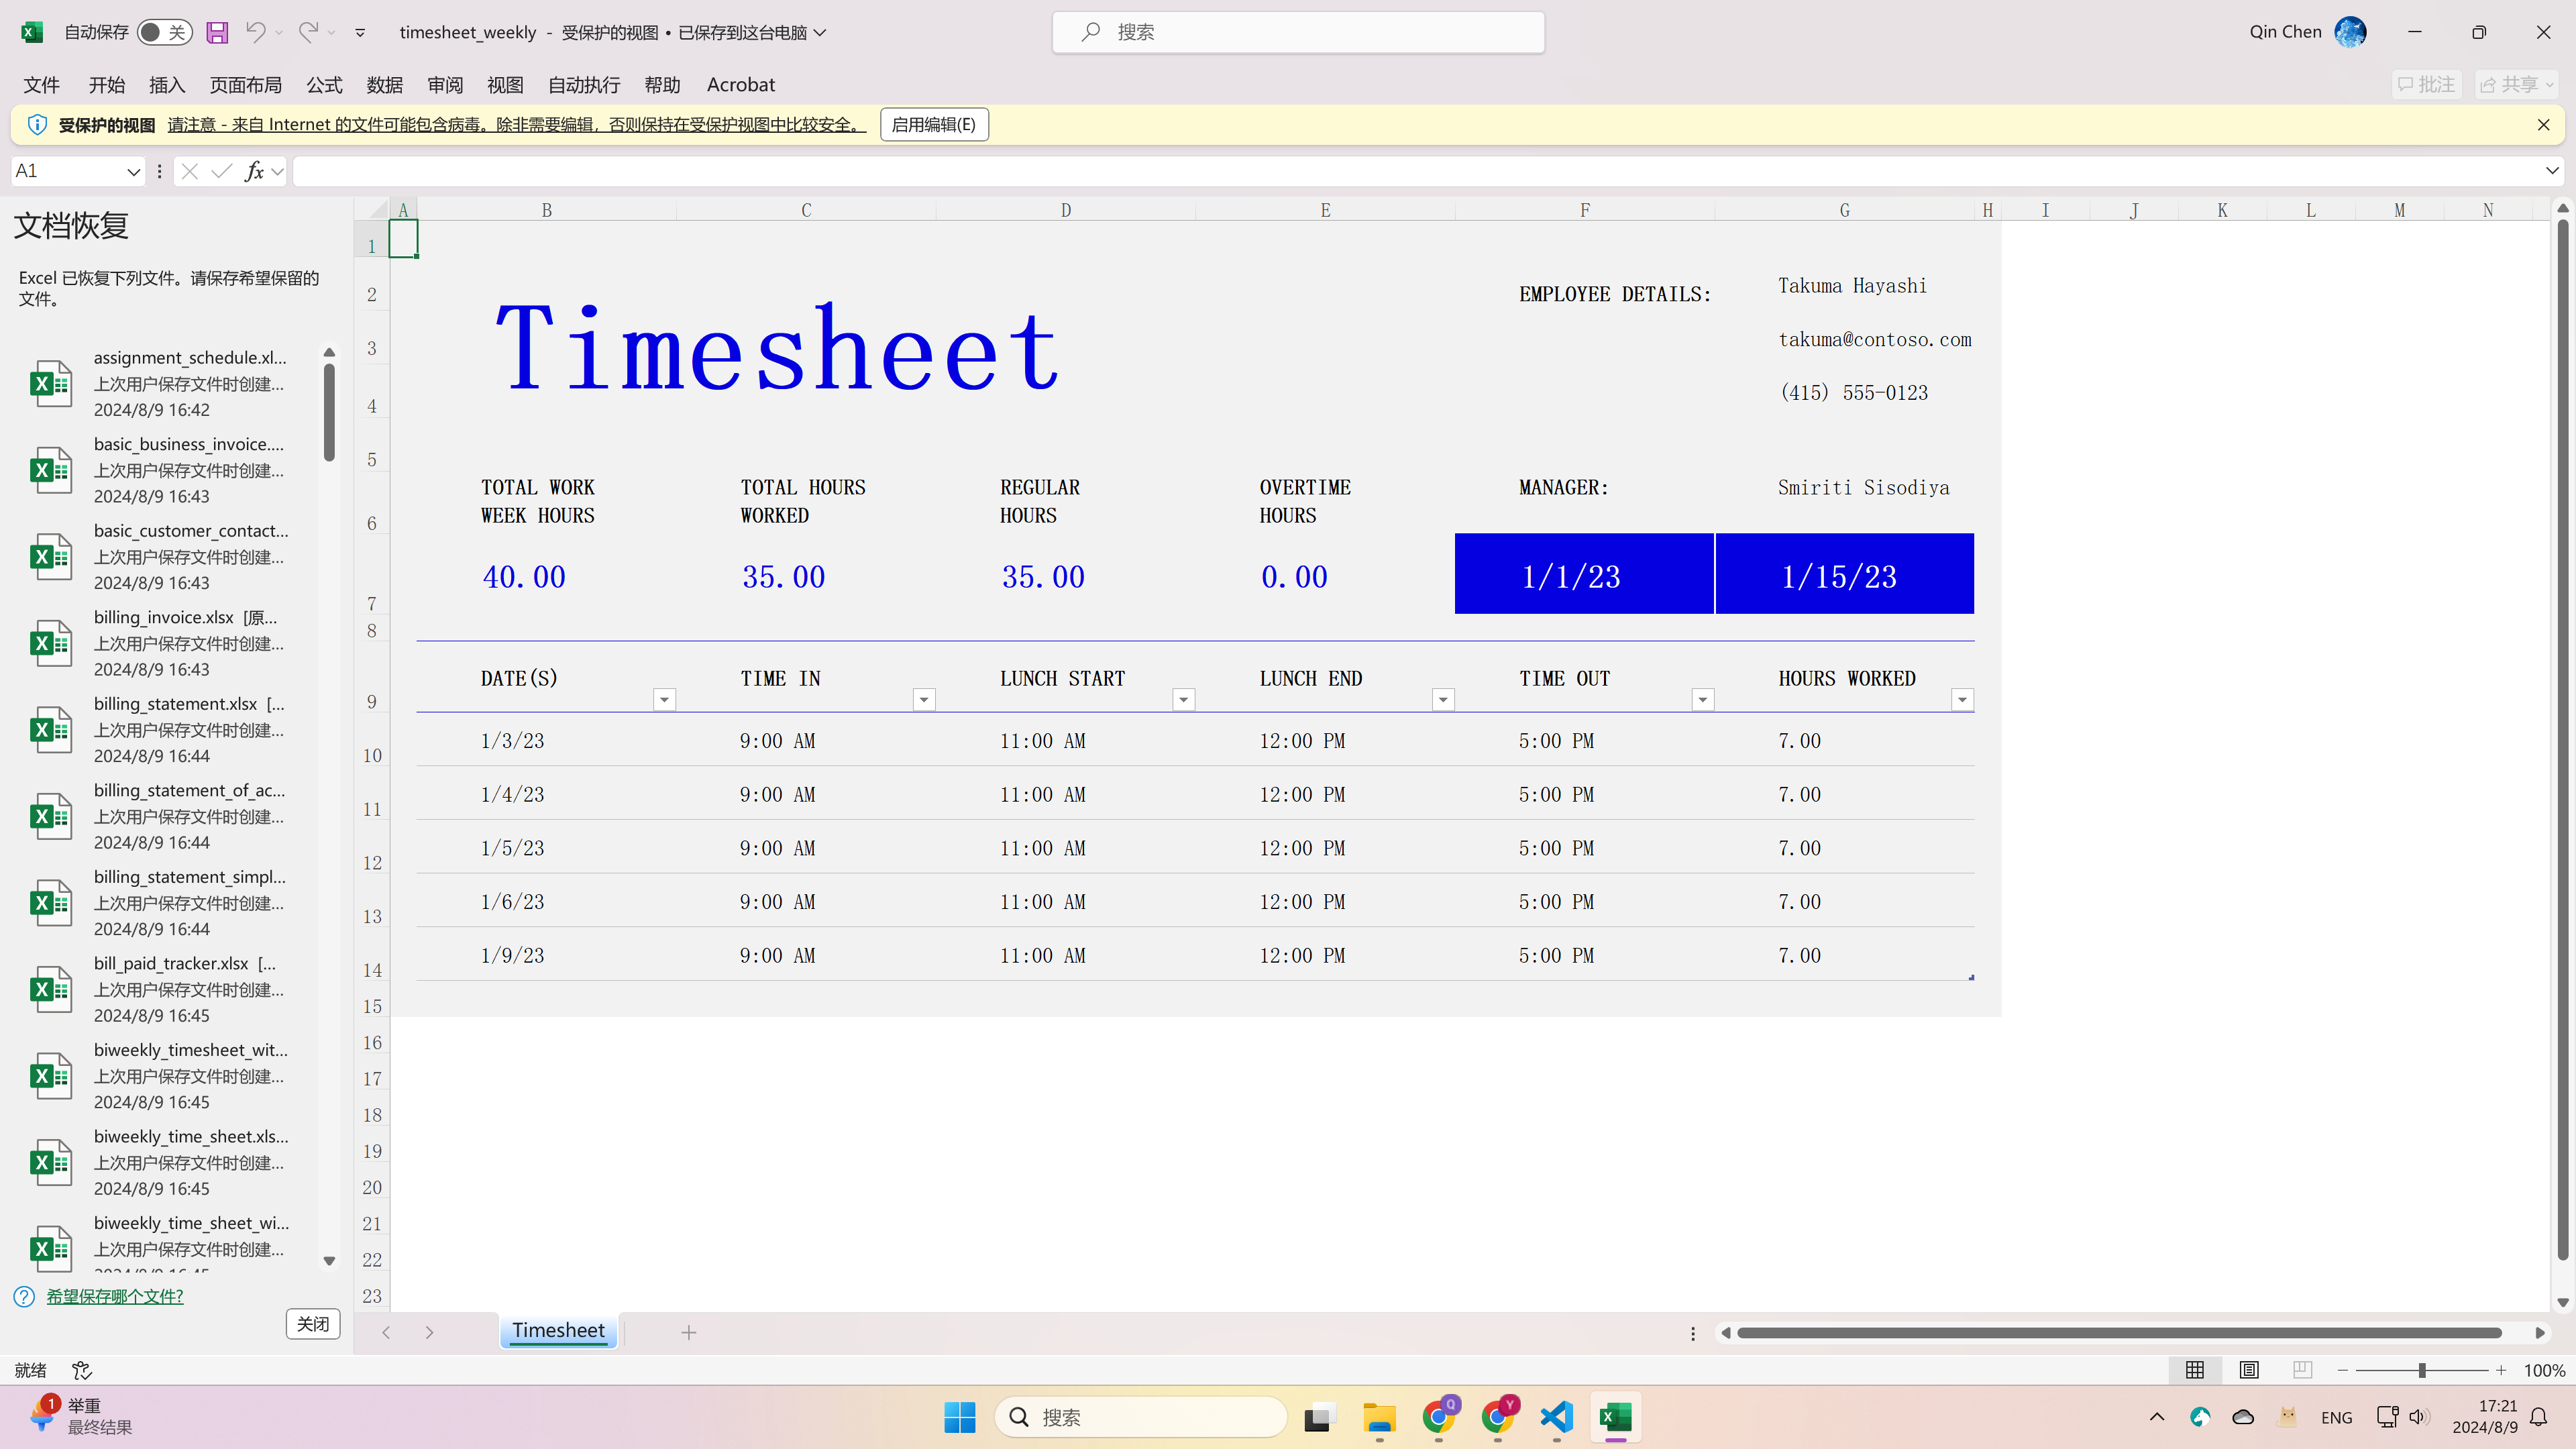 自动保存 关 timesheet_weekly - 受保护的视图 • 已保存到这台电脑 搜索 Qin Chen
文件 开始 插入 页面布局 公式 数据 审阅 视图 自动执行 帮助 Acrobat 批注 共享
受保护的视图 请注意 - 来自 Internet 的文件可能包含病毒。除非需要编辑，否则保持在受保护视图中比较安全。 启用编辑(E)
A1 fx
文档恢复
Excel 已恢复下列文件。请保存希望保留的
文件。
assignment_schedule.xl...
上次用户保存文件时创建...
2024/8/9 16:42
basic_business_invoice....
上次用户保存文件时创建...
2024/8/9 16:43
basic_customer_contact...
上次用户保存文件时创建...
2024/8/9 16:43
billing_invoice.xlsx [原...
上次用户保存文件时创建...
2024/8/9 16:43
billing_statement.xlsx [...
上次用户保存文件时创建...
2024/8/9 16:44
billing_statement_of_ac...
上次用户保存文件时创建...
2024/8/9 16:44
billing_statement_simpl...
上次用户保存文件时创建...
2024/8/9 16:44
bill_paid_tracker.xlsx [...
上次用户保存文件时创建...
2024/8/9 16:45
biweekly_timesheet_wit...
上次用户保存文件时创建...
2024/8/9 16:45
biweekly_time_sheet.xls...
上次用户保存文件时创建...
2024/8/9 16:45
biweekly_time_sheet_wi...
上次用户保存文件时创建...
希望保存哪个文件?
关闭
A B C D E F G H I J K L M N
1
2 EMPLOYEE DETAILS: Takuma Hayashi
3 Timesheet takuma@contoso.com
4 (415) 555-0123
5
TOTAL WORK TOTAL HOURS REGULAR OVERTIME MANAGER: Smiriti Sisodiya
6 WEEK HOURS WORKED HOURS HOURS
7 40.00 35.00 35.00 0.00 1/1/23 1/15/23
8
9 DATE(S) TIME IN LUNCH START LUNCH END TIME OUT HOURS WORKED
10 1/3/23 9:00 AM 11:00 AM 12:00 PM 5:00 PM 7.00
11 1/4/23 9:00 AM 11:00 AM 12:00 PM 5:00 PM 7.00
12 1/5/23 9:00 AM 11:00 AM 12:00 PM 5:00 PM 7.00
13 1/6/23 9:00 AM 11:00 AM 12:00 PM 5:00 PM 7.00
14 1/9/23 9:00 AM 11:00 AM 12:00 PM 5:00 PM 7.00
15
16
17
18
19
20
21
22
23
Timesheet
就绪 100%
1 举重
最终结果
搜索
Q
Y
ENG
17:21
2024/8/9